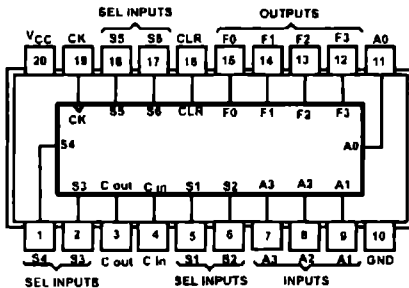 SEL INPUTS OUTPUTS
VCC CK S5 S6 CLR F0 F1 F2 F3 A0
20 19 18 17 16 15 14 13 12 11
CK S5 S6 CLR F0 F1 F2 F3
S4 A0
S3 C out C in S1 S2 A3 A2 A1
1 2 3 4 5 6 7 8 9 10
S4 S3 C out C in S1 S2 A3 A2 A1 GND
SEL INPUTS SEL INPUTS INPUTS